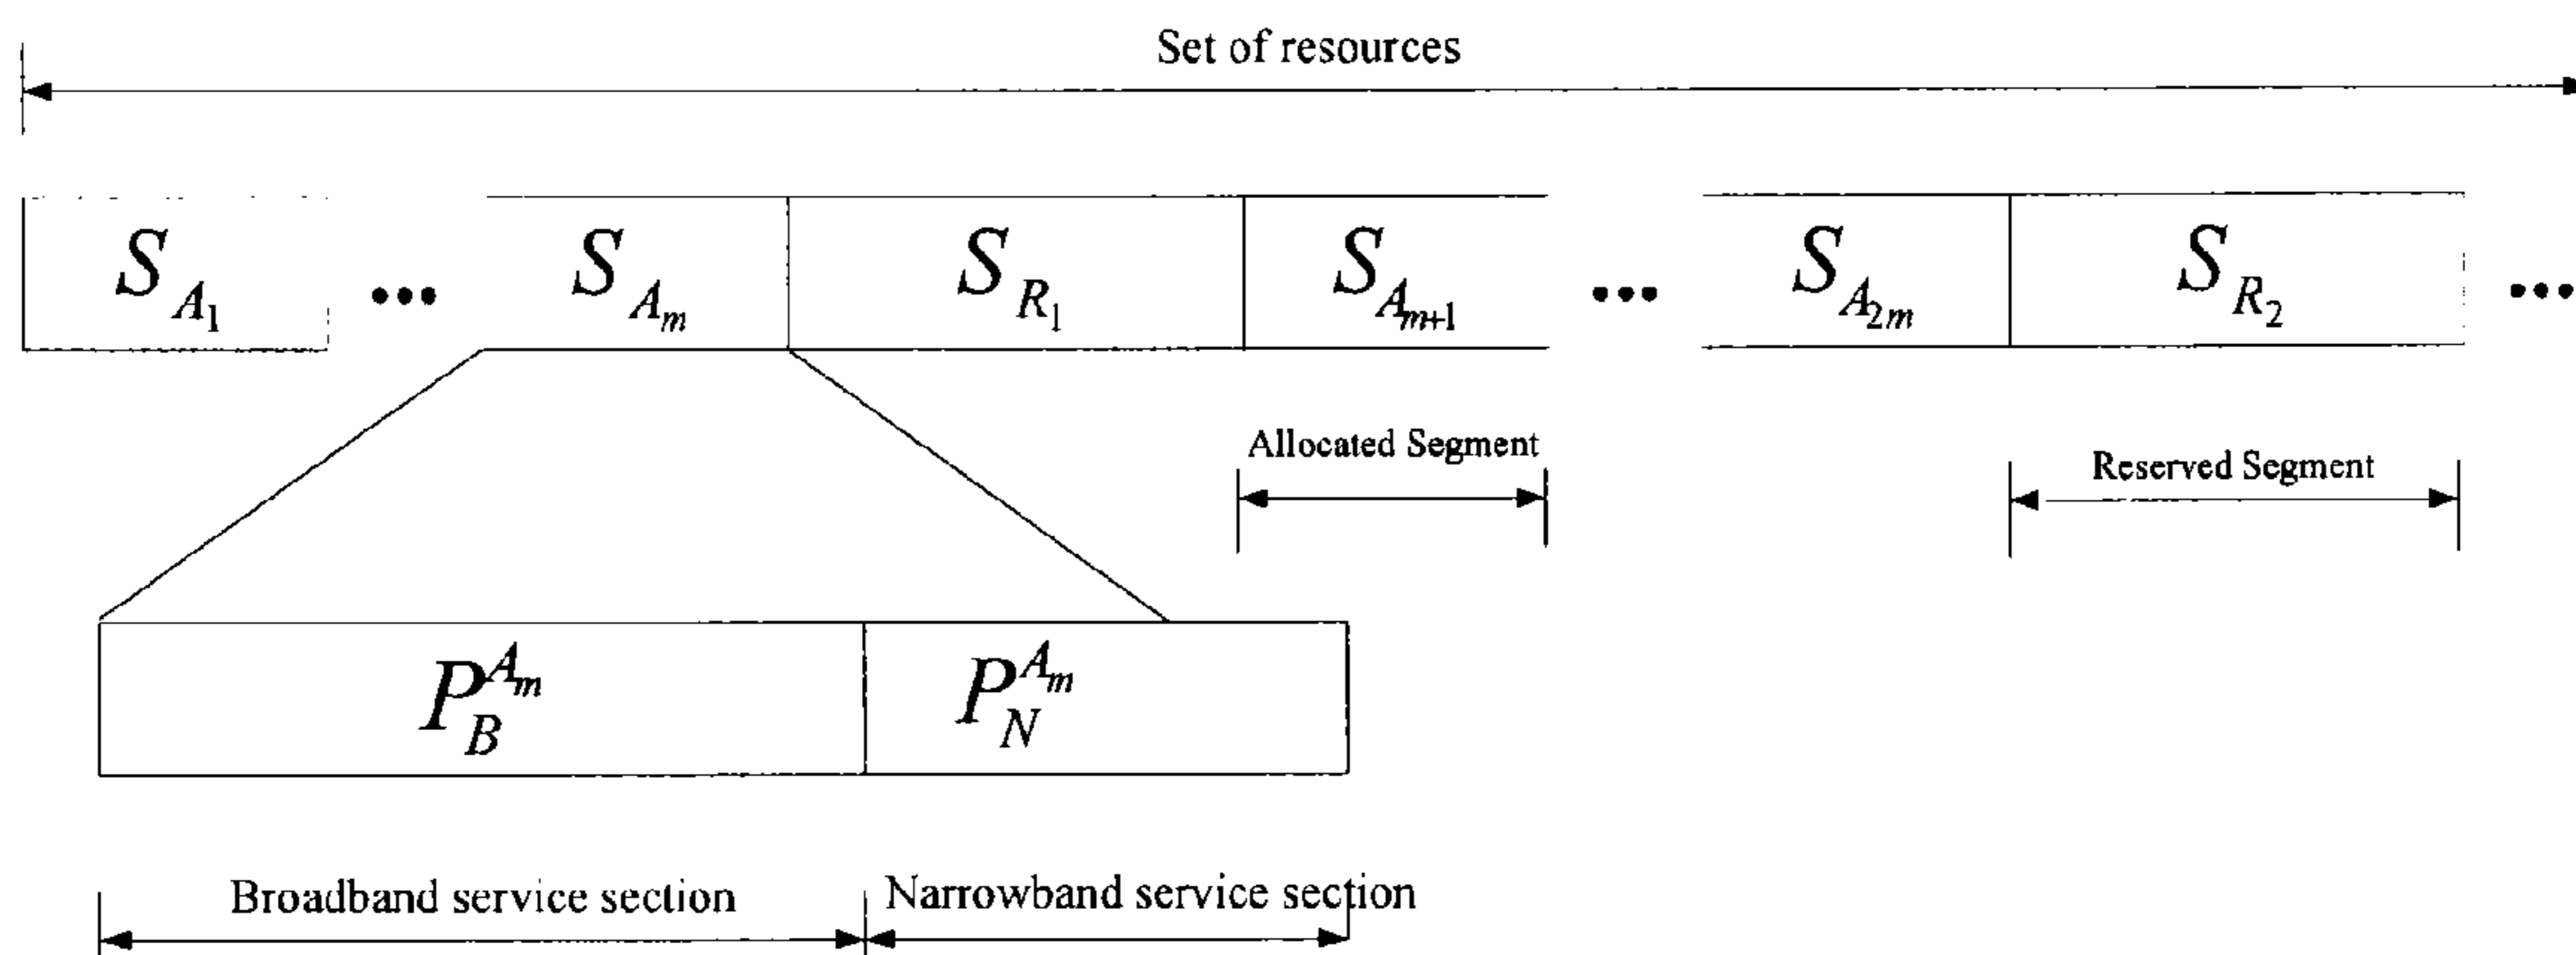 Set of resources
S_{A_1} ••• S_{A_m} S_{R_1} S_{A_{m+1}} ••• S_{A_{2m}} S_{R_2} •••
Allocated Segment
Reserved Segment
P_B^{A_m} P_N^{A_m}
Broadband service section Narrowband service section